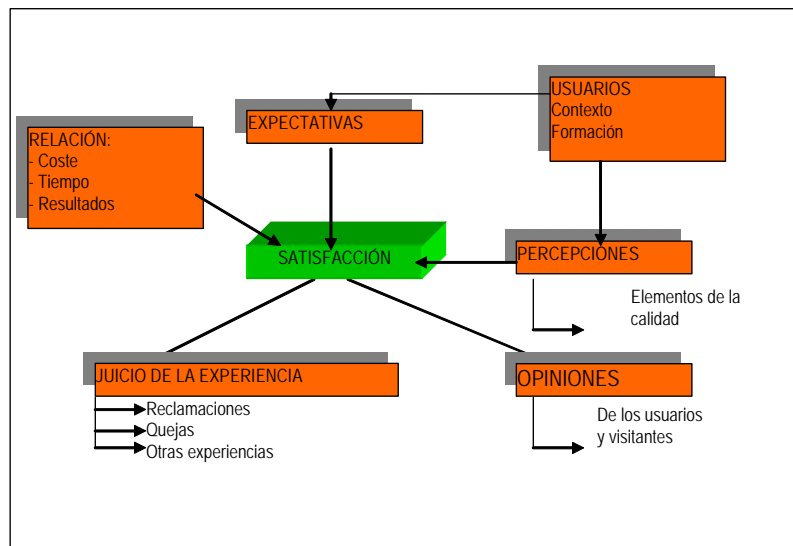 USUARIOS
Contexto
Formación
EXPECTATIVAS
RELACIÓN:
- Coste
- Tiempo
- Resultados
SATISFACCIÓN
PERCEPCIONES
Elementos de la
calidad
JUICIO DE LA EXPERIENCIA
Reclamaciones
Quejas
Otras experiencias
OPINIONES
De los usuarios
y visitantes